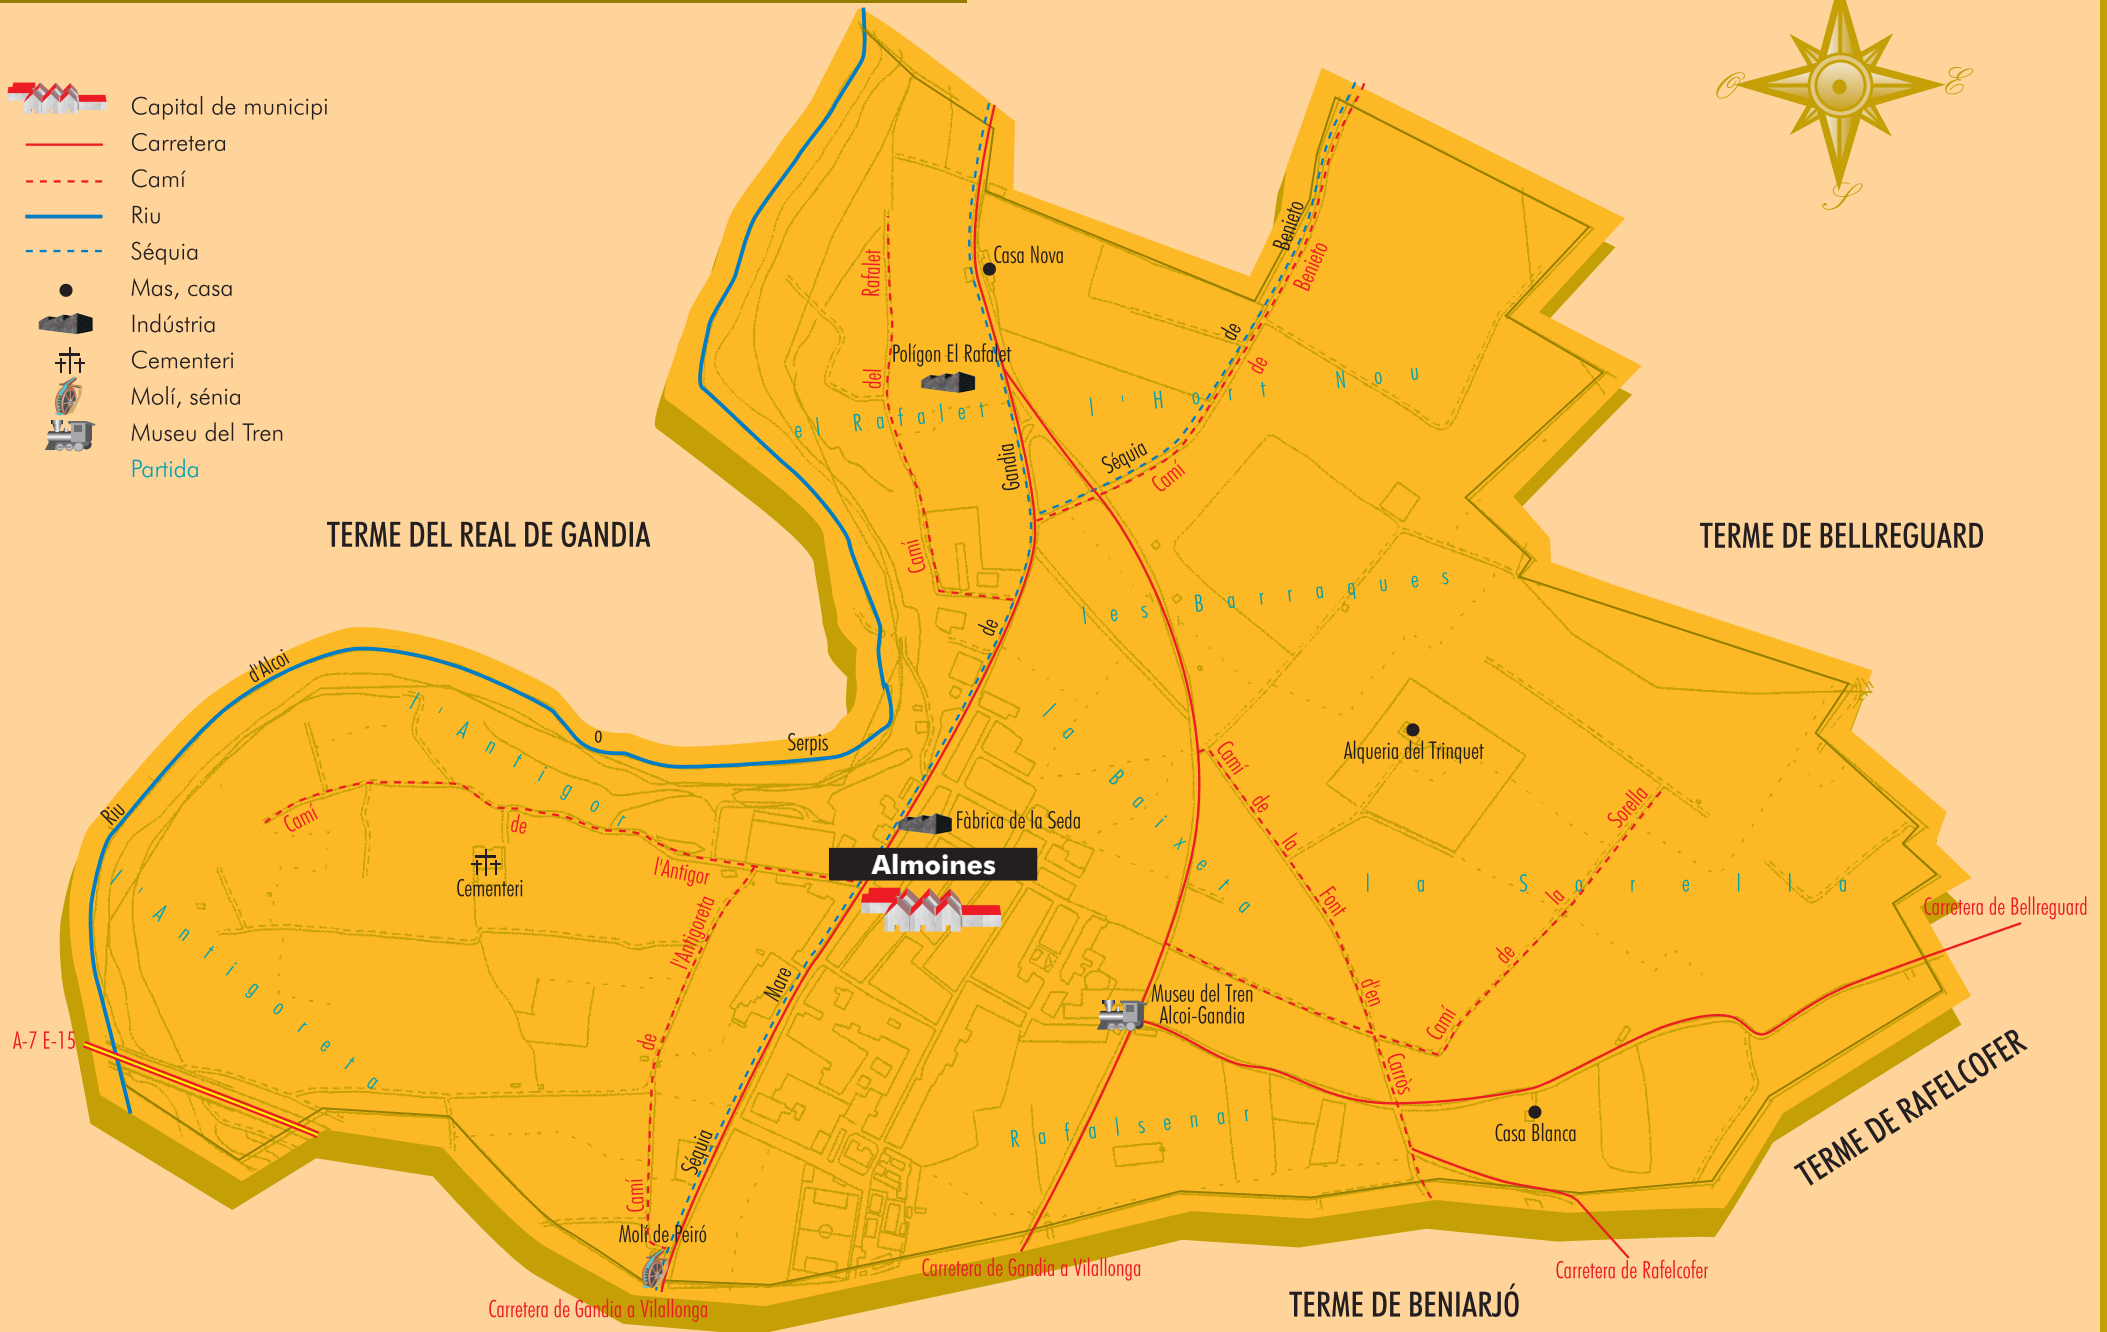 O
E
S
Capital de municipi
Carretera
Camí
Riu
Séquia
Mas, casa
Indústria
Cementeri
Molí, sénia
Museu del Tren
Partida
TERME DEL REAL DE GANDIA
TERME DE BELLREGUARD
TERME DE RAFELCOFER
TERME DE BENIARJÓ
Casa Nova
Séquia de Benieto
Camí de Benieto
Camí del Rafalet
Polígon El Rafalet
el Rafalet
l'Hort Nou
les Barraques
la Baixeta
Alqueria del Trinquet
Riu d'Alcoi o Serpis
l'Antigor
Camí de l'Antigor
Cementeri
l'Antigoreta
Camí de l'Antigoreta
Fàbrica de la Seda
Almoines
Séquia Mare de Gandia
Camí de la Font d'en Carròs
la Sorella
Camí de la Sorella
Carretera de Bellreguard
Museu del Tren
Alcoi-Gandia
A-7 E-15
Rafalsenar
Casa Blanca
Molí de Peiró
Carretera de Gandia a Vilallonga
Carretera de Gandia a Vilallonga
Carretera de Rafelcofer